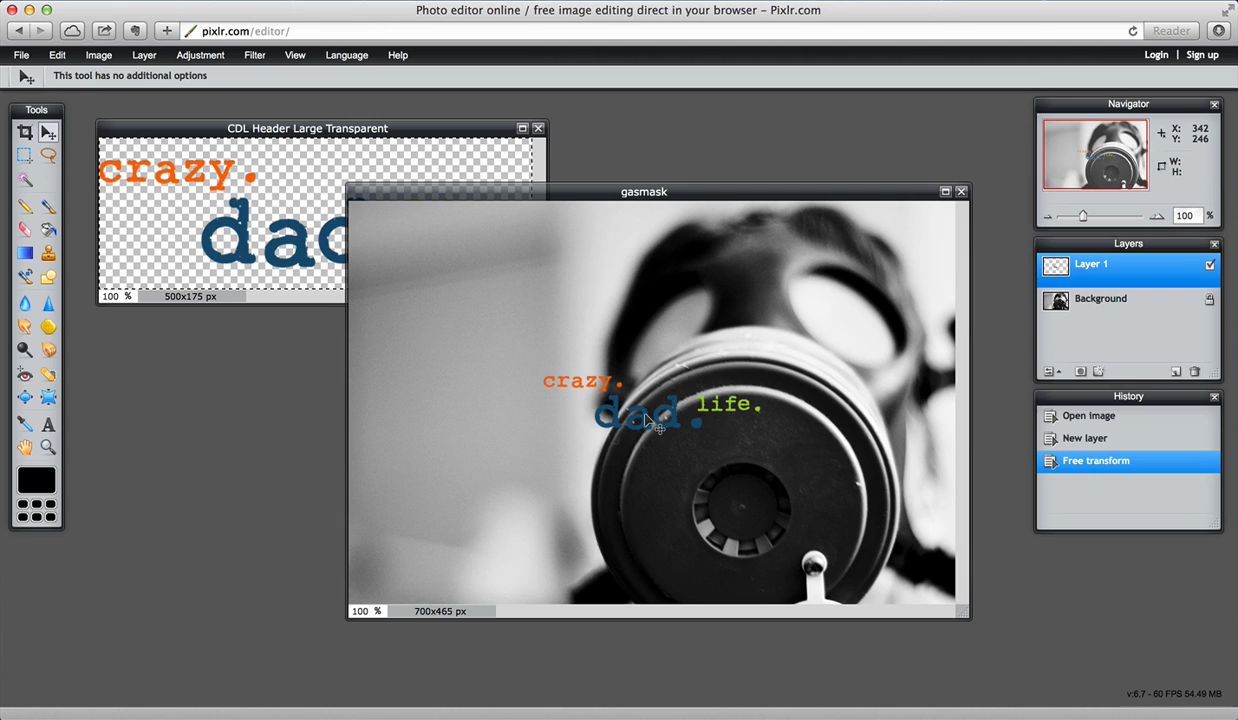 Photo editor online / free image editing direct in your browser – Pixlr.com
pixlr.com/editor/
Reader
File Edit Image Layer Adjustment Filter View Language Help
Login | Sign up
This tool has no additional options
Tools
CDL Header Large Transparent
crazy.
dad
100 % 500x175 px
gasmask
crazy.
dad.
life.
100 % 700x465 px
Navigator
X: 342
Y: 246
W:
H:
100 %
Layers
Layer 1
Background
History
Open image
New layer
Free transform
v:6.7 - 60 FPS 54.49 MB